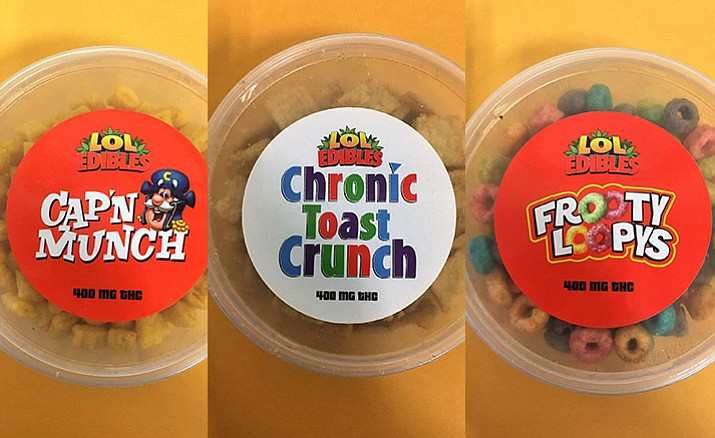 LOL
EDIBLES
CAP'N
MUNCH
400 MG THC
LOL
EDIBLES
Chronic
Toast
Crunch
400 MG THC
LOL
EDIBLES
FROOTY
LOOPYS
400 MG THC